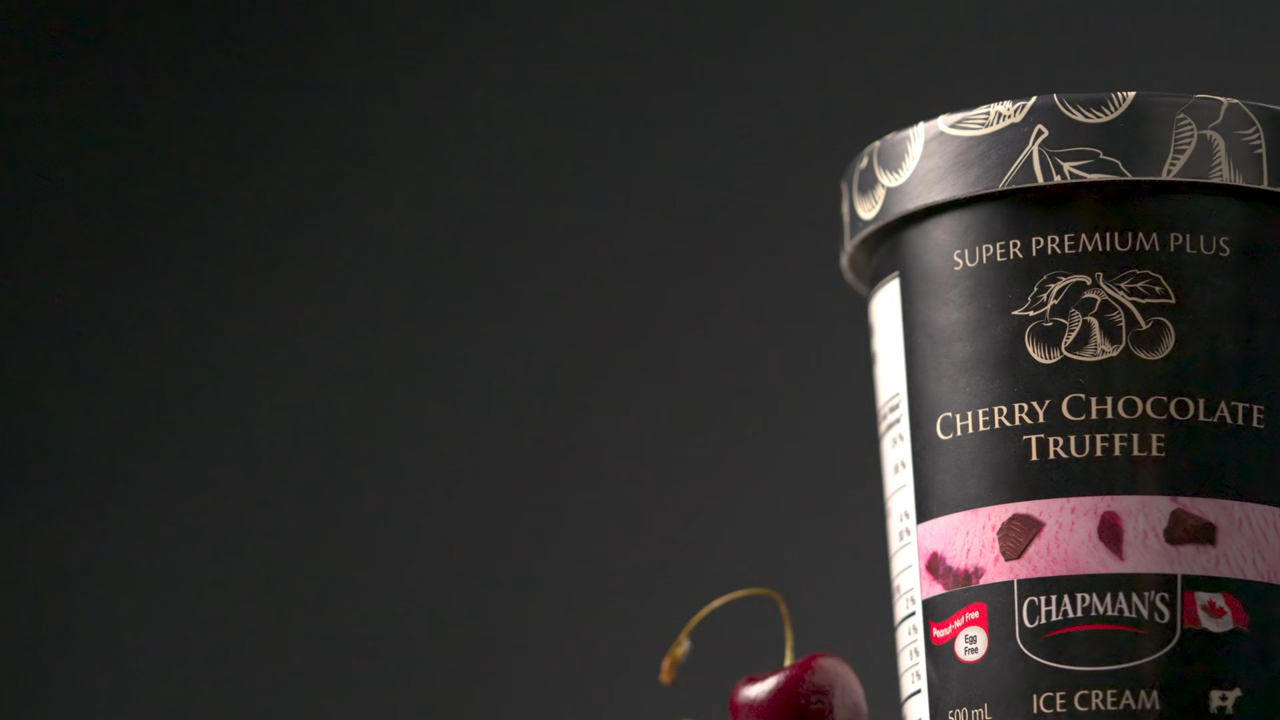 SUPER PREMIUM PLUS
CHERRY CHOCOLATE
TRUFFLE
CHAPMAN'S
Peanut-Nut Free
Egg
Free
ICE CREAM
500 mL